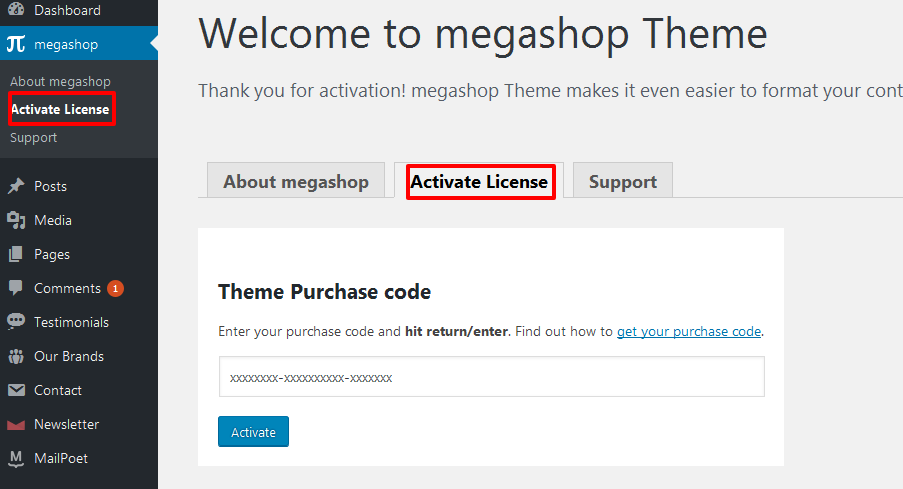 Dashboard
megashop
About megashop
Activate License
Support
Posts
Media
Pages
Comments 1
Testimonials
Our Brands
Contact
Newsletter
MailPoet
Welcome to megashop Theme
Thank you for activation! megashop Theme makes it even easier to format your cont
About megashop Activate License Support
Theme Purchase code
Enter your purchase code and hit return/enter. Find out how to get your purchase code.
xxxxxxxx-xxxxxxxxxx-xxxxxxx
Activate